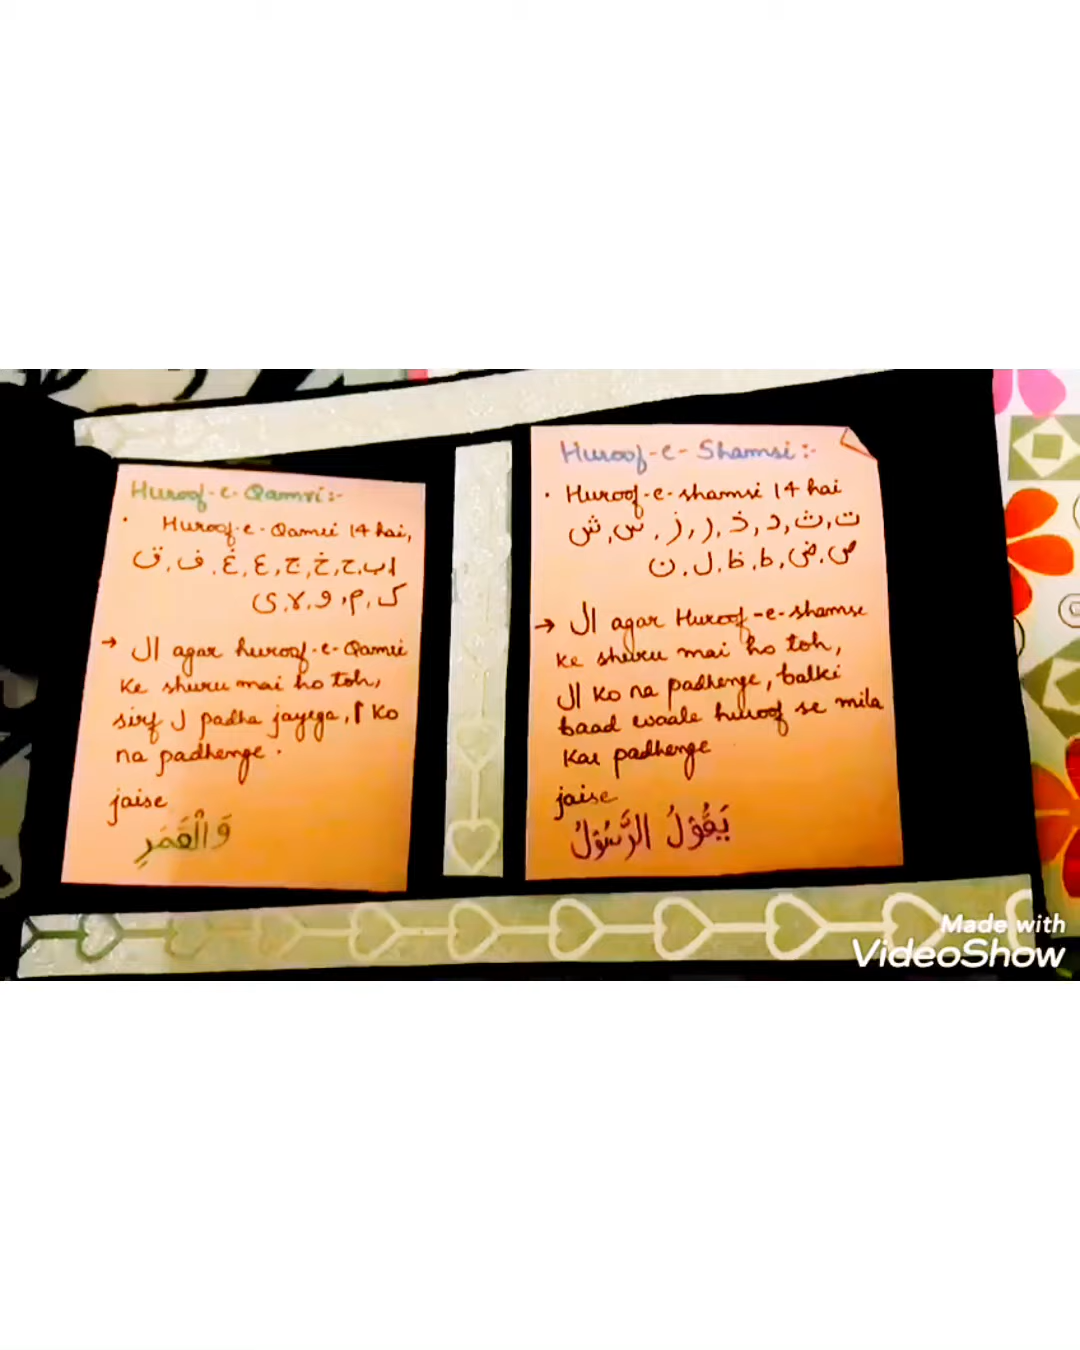 Huroof-e-Qamri:-
· Huroof-e-Qamri 14 hai,
ا,ب,ح,خ,ج,ع,غ,ف,ق
ک,م,و,لا,ی
→ ال agar huroof-e-Qamri
Ke shuru mai ho toh,
sirf ل padha jayega, ا Ko
na padhenge.
jaise
وَالْقَمَرِ
Huroof-e-Shamsi:-
· Huroof-e-shamsi 14 hai
ت,ث,د,ذ,ر,ز,س,ش
ص,ض,ط,ظ,ل,ن
→ ال agar Huroof-e-shamse
ke shuru mai ho toh,
ال Ko na padhenge, balki
baad waale huroof se mila
Kar padhenge
jaise
يَقُوْلُ الرَّسُوْلُ
Made with
VideoShow